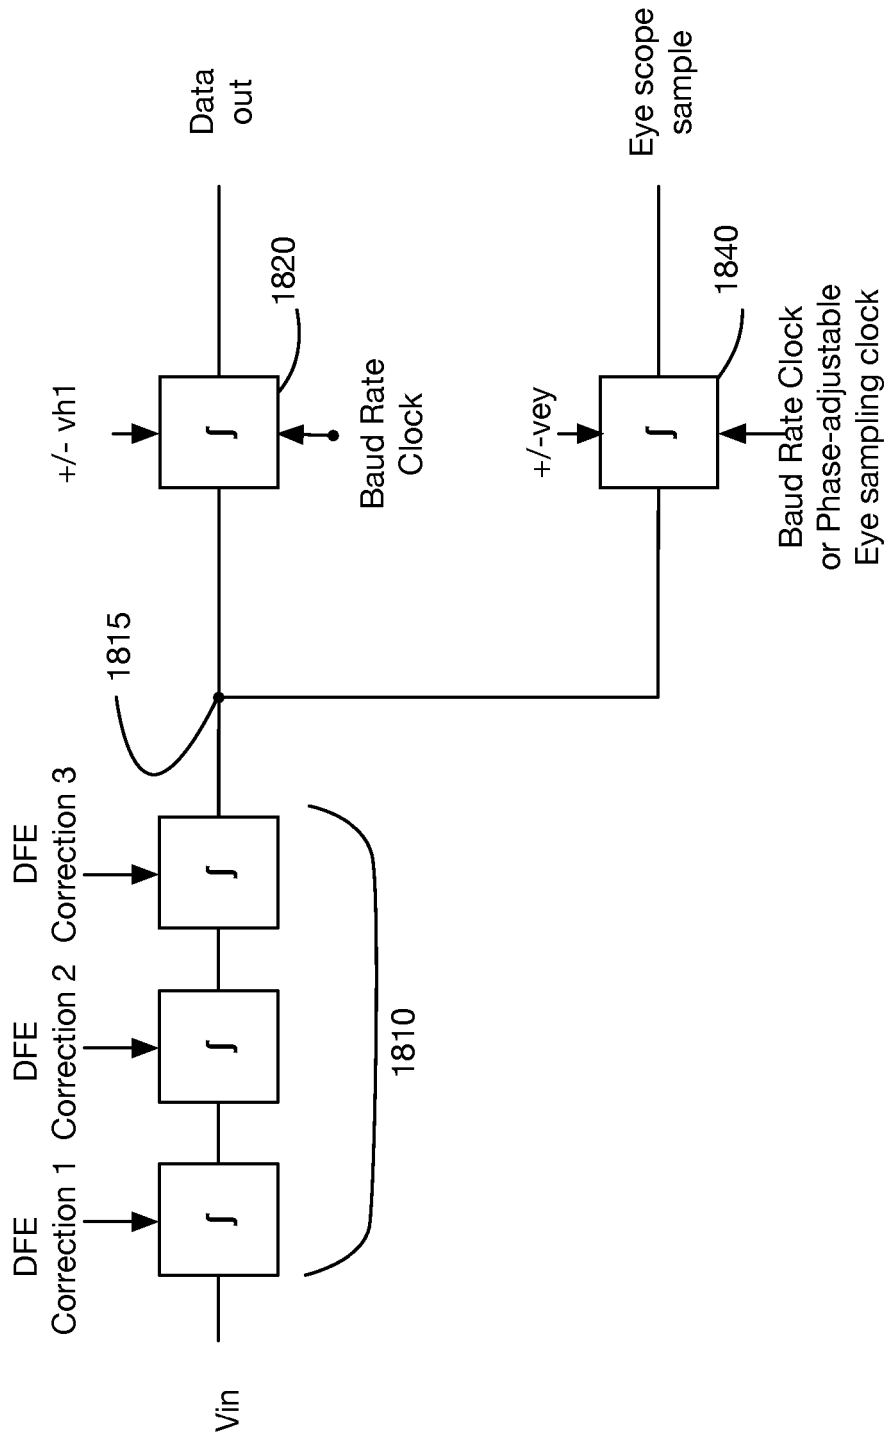 Vin
DFE
Correction 1
DFE
Correction 2
DFE
Correction 3
1810
1815
+/- vh1
∫
∫
∫
∫
1820
Baud Rate
Clock
Data
out
+/-vey
∫
1840
Baud Rate Clock
or Phase-adjustable
Eye sampling clock
Eye scope
sample